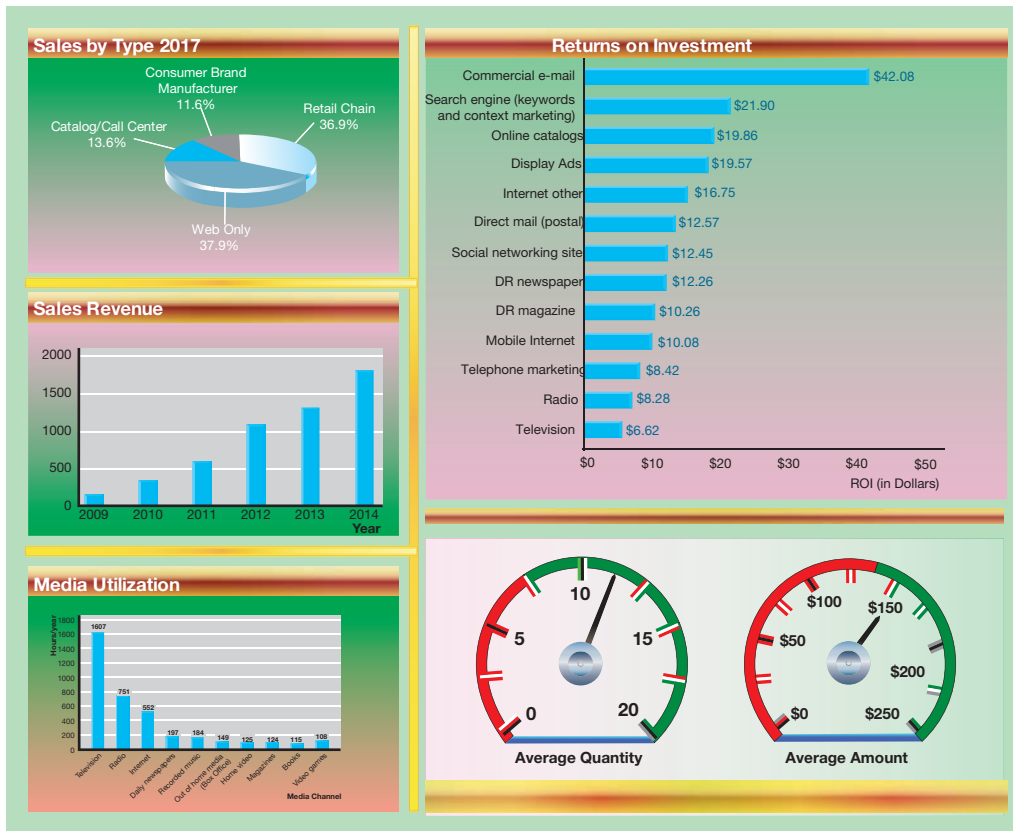 Sales by Type 2017
Consumer Brand
Manufacturer
11.6%
Retail Chain
36.9%
Catalog/Call Center
13.6%
Web Only
37.9%
Sales Revenue
2000
1500
1000
500
0
2009 2010 2011 2012 2013 2014
Year
Media Utilization
Hours/year
1800
1600
1400
1200
1000
800
600
400
200
0
1607
751
552
197
184
149
125
124
115
108
Television
Radio
Internet
Daily newspapers
Recorded music
Out of home media
(Box Office)
Home video
Magazines
Books
Video games
Media Channel
Returns on Investment
Commercial e-mail $42.08
Search engine (keywords
and context marketing) $21.90
Online catalogs $19.86
Display Ads $19.57
Internet other $16.75
Direct mail (postal) $12.57
Social networking site $12.45
DR newspaper $12.26
DR magazine $10.26
Mobile Internet $10.08
Telephone marketing $8.42
Radio $8.28
Television $6.62
$0 $10 $20 $30 $40 $50
ROI (in Dollars)
0
5
10
15
20
Average Quantity
$0
$50
$100
$150
$200
$250
Average Amount